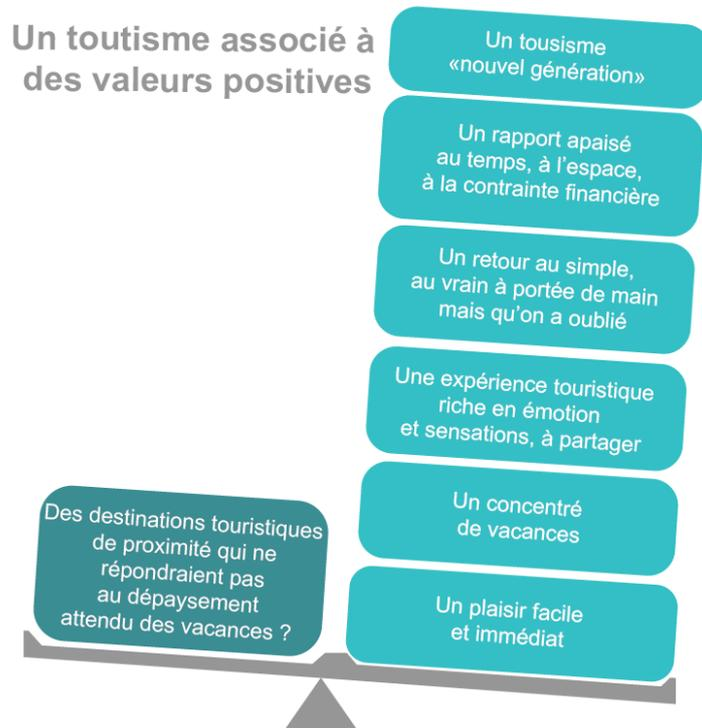 Un toutisme associé à
des valeurs positives
Un tousisme
«nouvel génération»
Un rapport apaisé
au temps, à l'espace,
à la contrainte financière
Un retour au simple,
au vrain à portée de main
mais qu'on a oublié
Une expérience touristique
riche en émotion
et sensations, à partager
Un concentré
de vacances
Un plaisir facile
et immédiat
Des destinations touristiques
de proximité qui ne
répondraient pas
au dépaysement
attendu des vacances ?